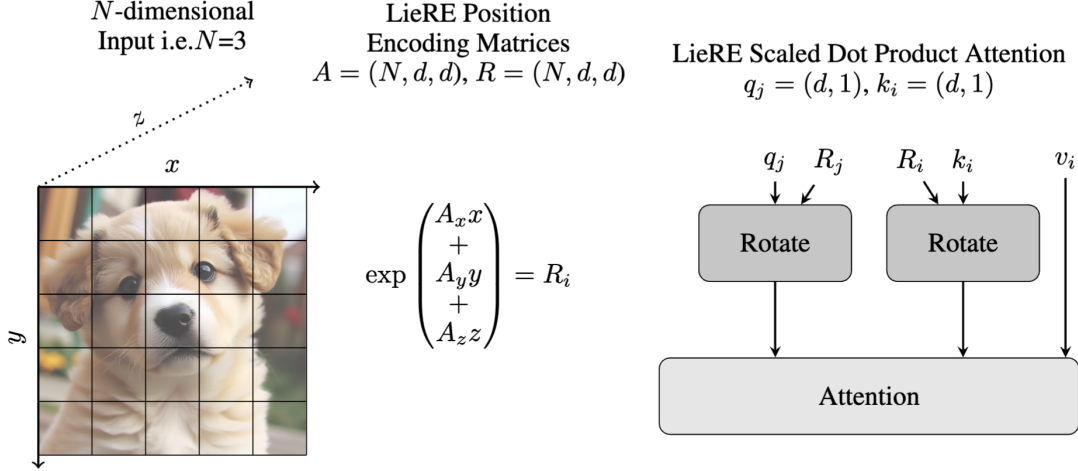 N-dimensional
Input i.e.N=3
LieRE Position
Encoding Matrices
A = (N, d, d), R = (N, d, d)
LieRE Scaled Dot Product Attention
q_j = (d, 1), k_i = (d, 1)
z
x
y
exp
A_x x
+
A_y y
+
A_z z
= R_i
q_j R_j R_i k_i v_i
Rotate Rotate
Attention